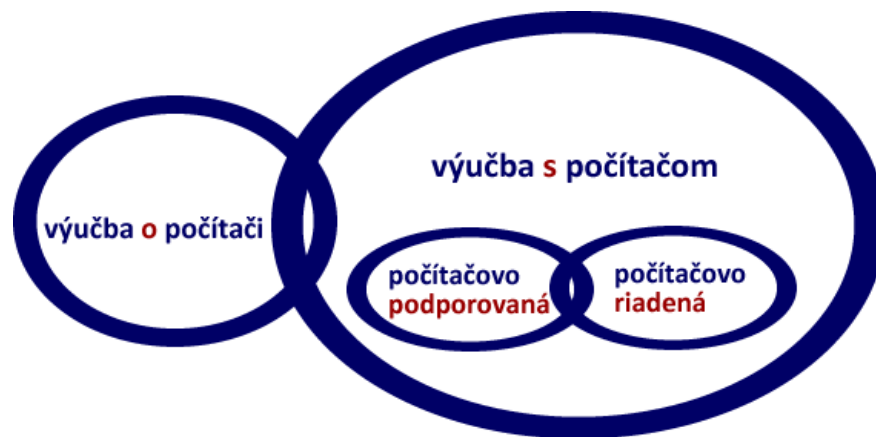 výučba s počítačom
výučba o počítači
počítačovo
podporovaná
počítačovo
riadená